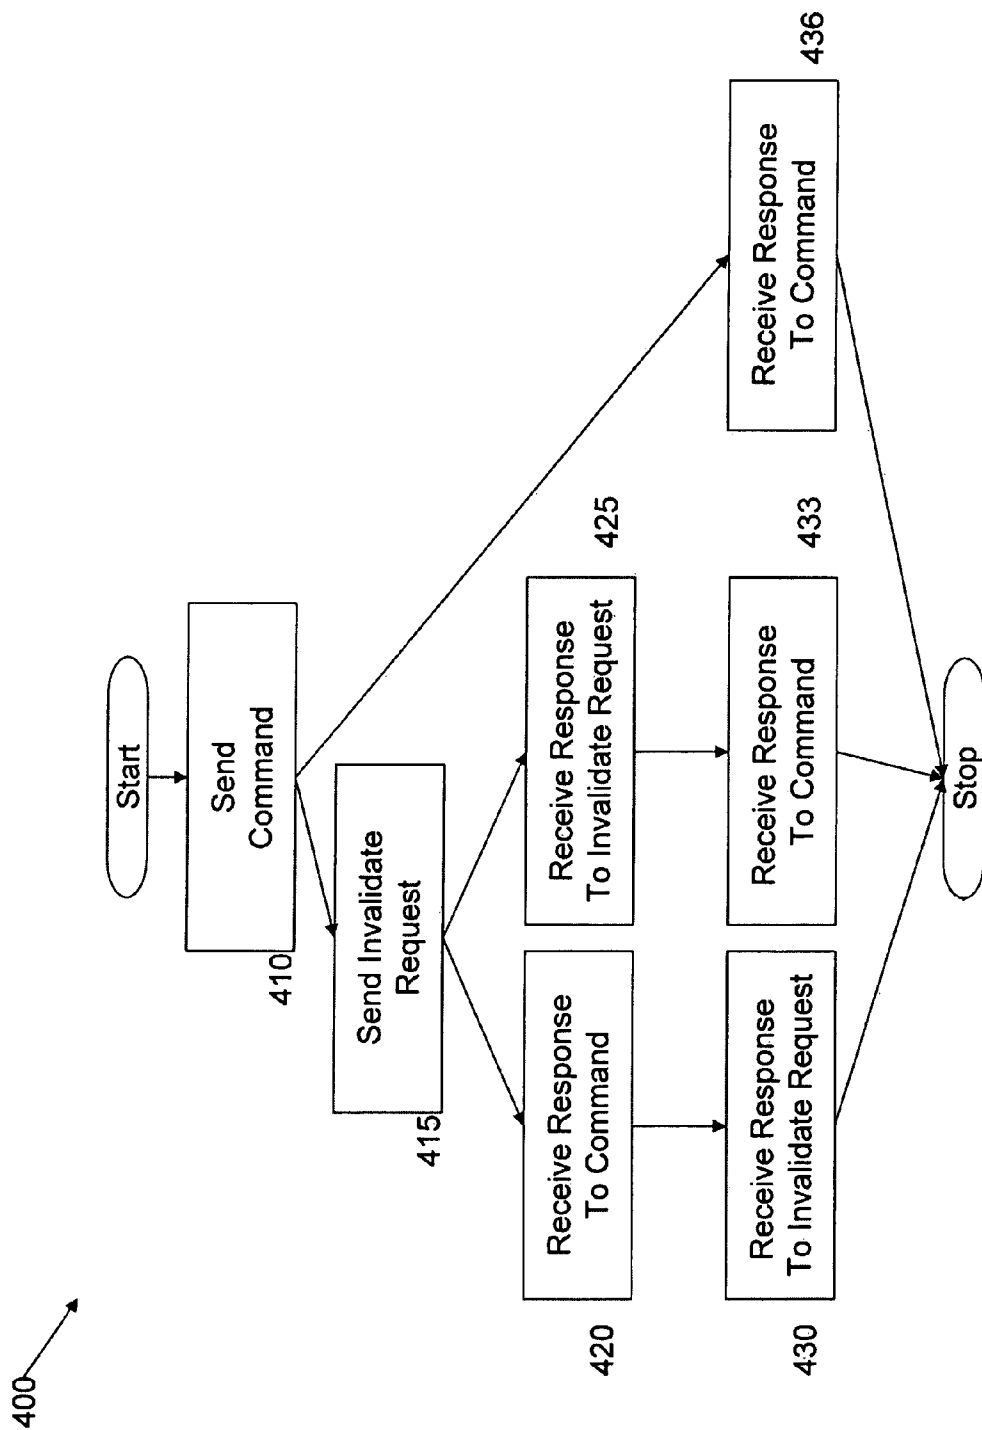 400
Start
Send
Command
410
Send Invalidate
Request
415
Receive Response
To Command
420
Receive Response
To Invalidate Request
425
Receive Response
To Invalidate Request
430
Receive Response
To Command
433
Receive Response
To Command
436
Stop